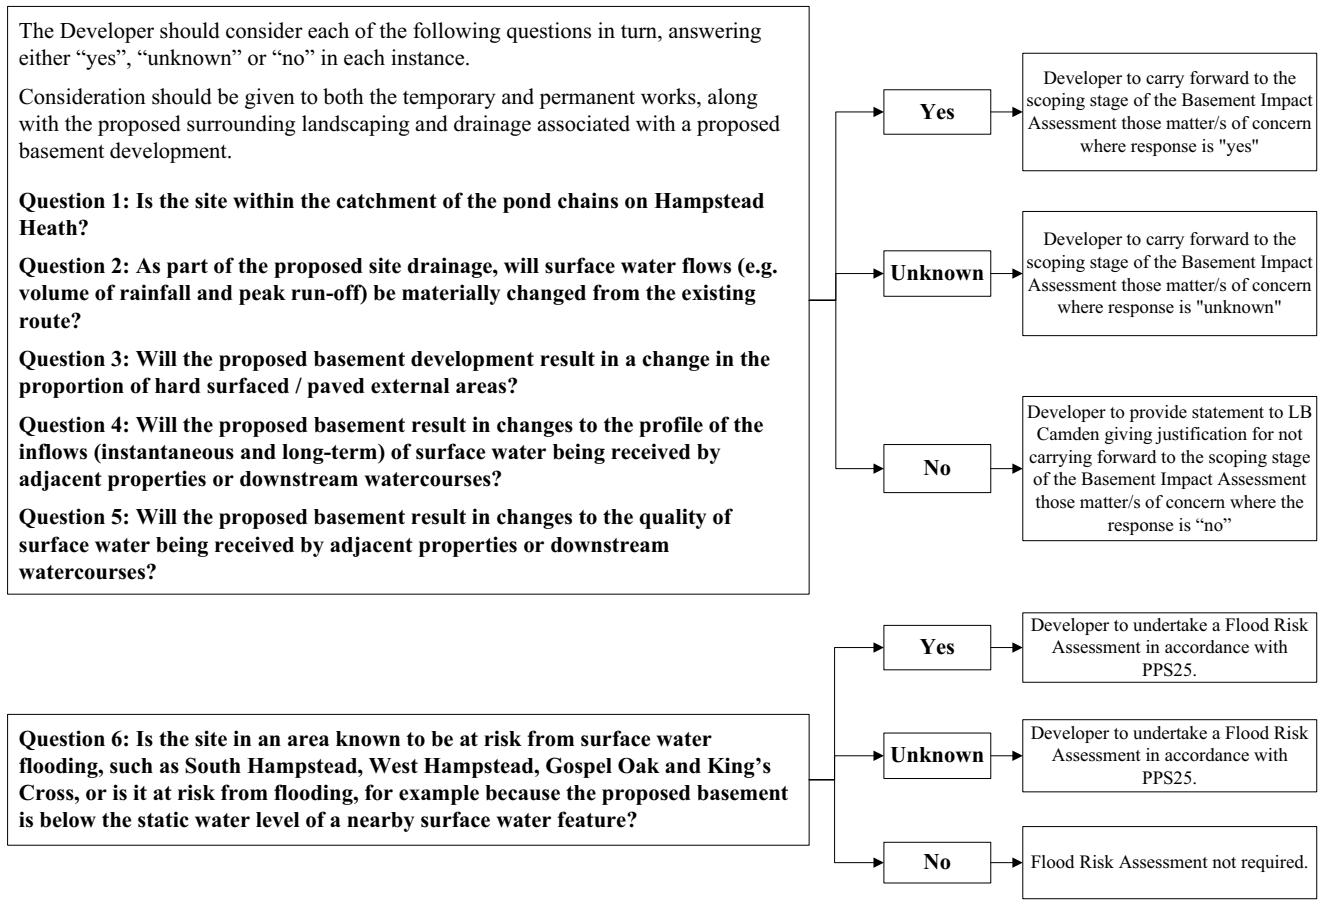 The Developer should consider each of the following questions in turn, answering
either “yes”, “unknown” or “no” in each instance.
Consideration should be given to both the temporary and permanent works, along
with the proposed surrounding landscaping and drainage associated with a proposed
basement development.
Question 1: Is the site within the catchment of the pond chains on Hampstead
Heath?
Question 2: As part of the proposed site drainage, will surface water flows (e.g.
volume of rainfall and peak run-off) be materially changed from the existing
route?
Question 3: Will the proposed basement development result in a change in the
proportion of hard surfaced / paved external areas?
Question 4: Will the proposed basement result in changes to the profile of the
inflows (instantaneous and long-term) of surface water being received by
adjacent properties or downstream watercourses?
Question 5: Will the proposed basement result in changes to the quality of
surface water being received by adjacent properties or downstream
watercourses?
Yes
Developer to carry forward to the
scoping stage of the Basement Impact
Assessment those matter/s of concern
where response is "yes"
Unknown
Developer to carry forward to the
scoping stage of the Basement Impact
Assessment those matter/s of concern
where response is "unknown"
No
Developer to provide statement to LB
Camden giving justification for not
carrying forward to the scoping stage
of the Basement Impact Assessment
those matter/s of concern where the
response is “no”
Question 6: Is the site in an area known to be at risk from surface water
flooding, such as South Hampstead, West Hampstead, Gospel Oak and King’s
Cross, or is it at risk from flooding, for example because the proposed basement
is below the static water level of a nearby surface water feature?
Yes
Developer to undertake a Flood Risk
Assessment in accordance with
PPS25.
Unknown
Developer to undertake a Flood Risk
Assessment in accordance with
PPS25.
No
Flood Risk Assessment not required.